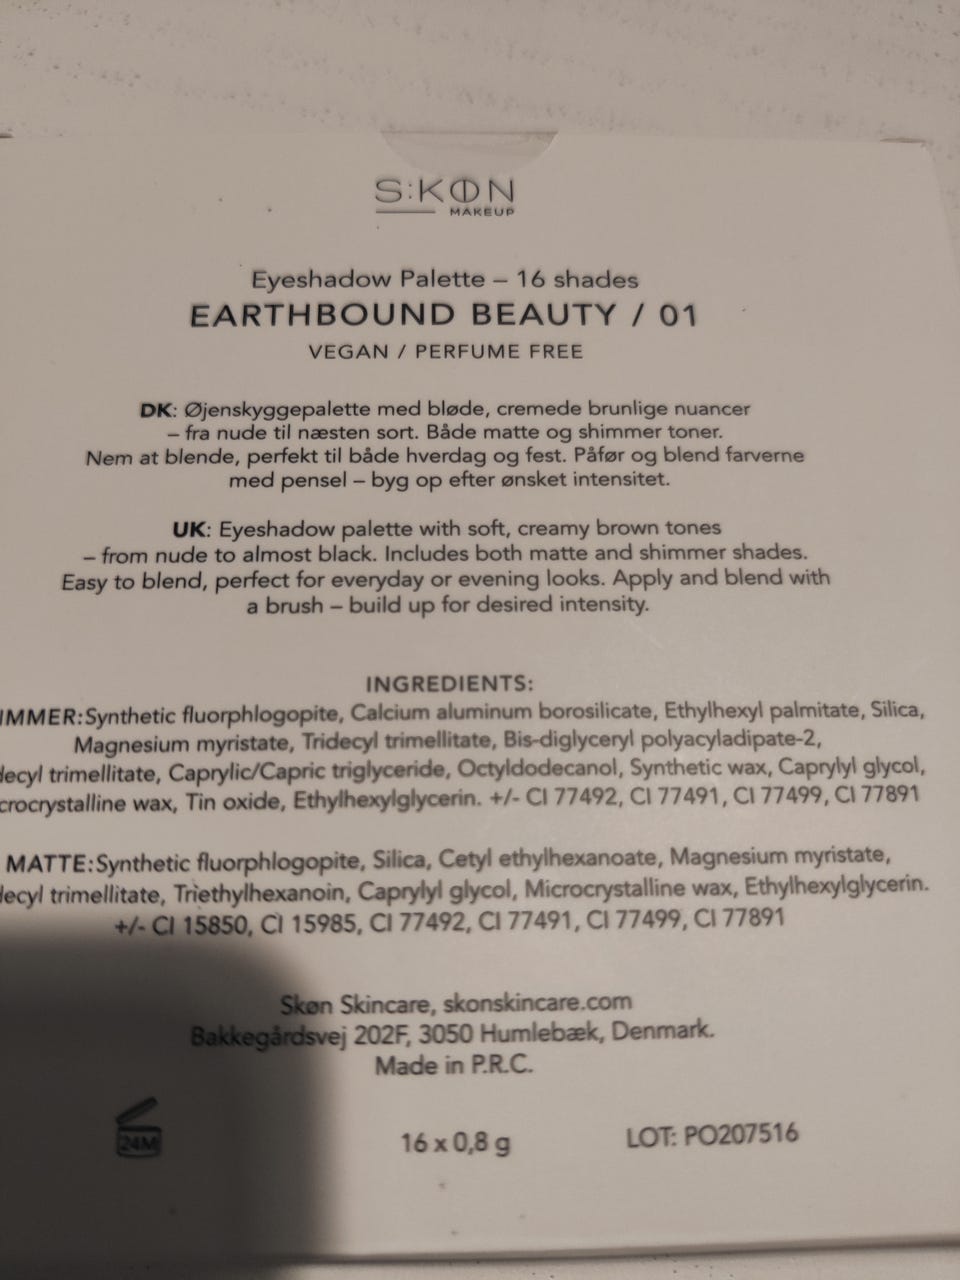 S:KØN
MAKEUP
Eyeshadow Palette – 16 shades
EARTHBOUND BEAUTY / 01
VEGAN / PERFUME FREE
DK: Øjenskyggepalette med bløde, cremede brunlige nuancer
– fra nude til næsten sort. Både matte og shimmer toner.
Nem at blende, perfekt til både hverdag og fest. Påfør og blend farverne
med pensel – byg op efter ønsket intensitet.
UK: Eyeshadow palette with soft, creamy brown tones
– from nude to almost black. Includes both matte and shimmer shades.
Easy to blend, perfect for everyday or evening looks. Apply and blend with
a brush – build up for desired intensity.
INGREDIENTS:
IMMER:Synthetic fluorphlogopite, Calcium aluminum borosilicate, Ethylhexyl palmitate, Silica,
Magnesium myristate, Tridecyl trimellitate, Bis-diglyceryl polyacyladipate-2,
decyl trimellitate, Caprylic/Capric triglyceride, Octyldodecanol, Synthetic wax, Caprylyl glycol,
crocrystalline wax, Tin oxide, Ethylhexylglycerin. +/- CI 77492, CI 77491, CI 77499, CI 77891
MATTE:Synthetic fluorphlogopite, Silica, Cetyl ethylhexanoate, Magnesium myristate,
decyl trimellitate, Triethylhexanoin, Caprylyl glycol, Microcrystalline wax, Ethylhexylglycerin.
+/- CI 15850, CI 15985, CI 77492, CI 77491, CI 77499, CI 77891
Skøn Skincare, skonskincare.com
Bakkegårdsvej 202F, 3050 Humlebæk, Denmark.
Made in P.R.C.
24M
16 x 0,8 g
LOT: PO207516